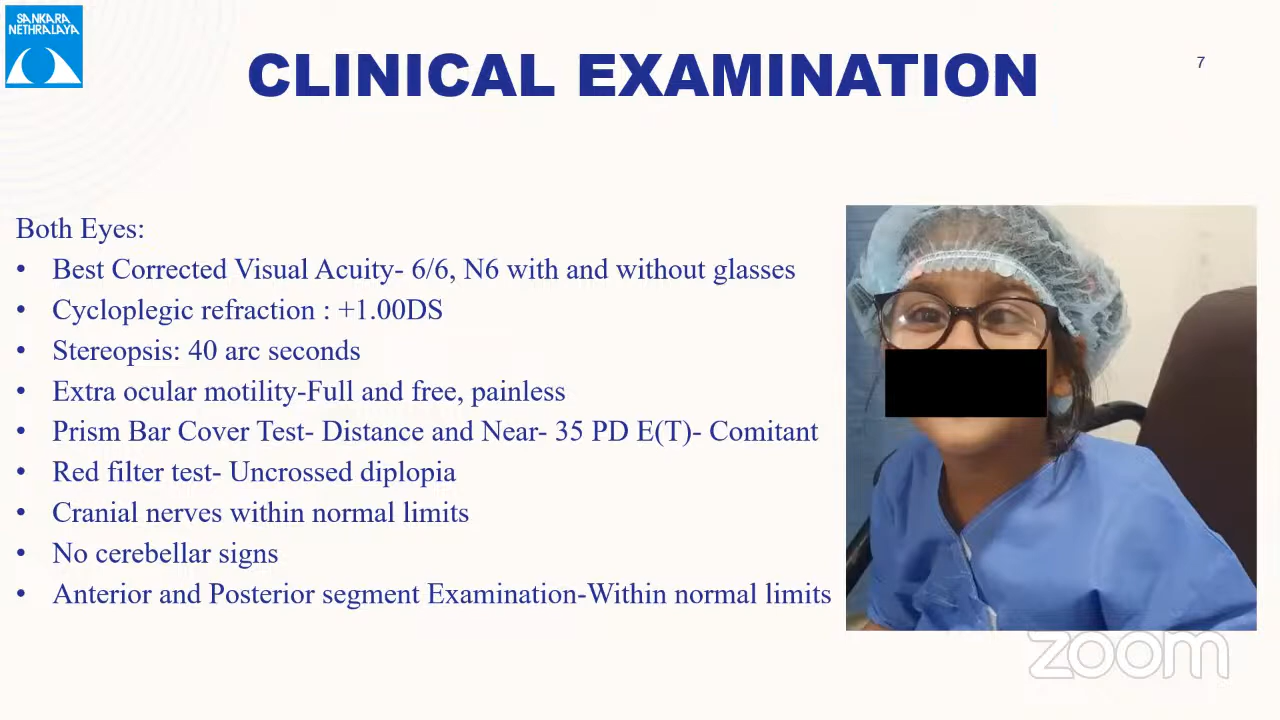 SANKARA
NETHRALAYA
CLINICAL EXAMINATION
7
Both Eyes:
• Best Corrected Visual Acuity- 6/6, N6 with and without glasses
• Cycloplegic refraction : +1.00DS
• Stereopsis: 40 arc seconds
• Extra ocular motility-Full and free, painless
• Prism Bar Cover Test- Distance and Near- 35 PD E(T)- Comitant
• Red filter test- Uncrossed diplopia
• Cranial nerves within normal limits
• No cerebellar signs
• Anterior and Posterior segment Examination-Within normal limits
zoom